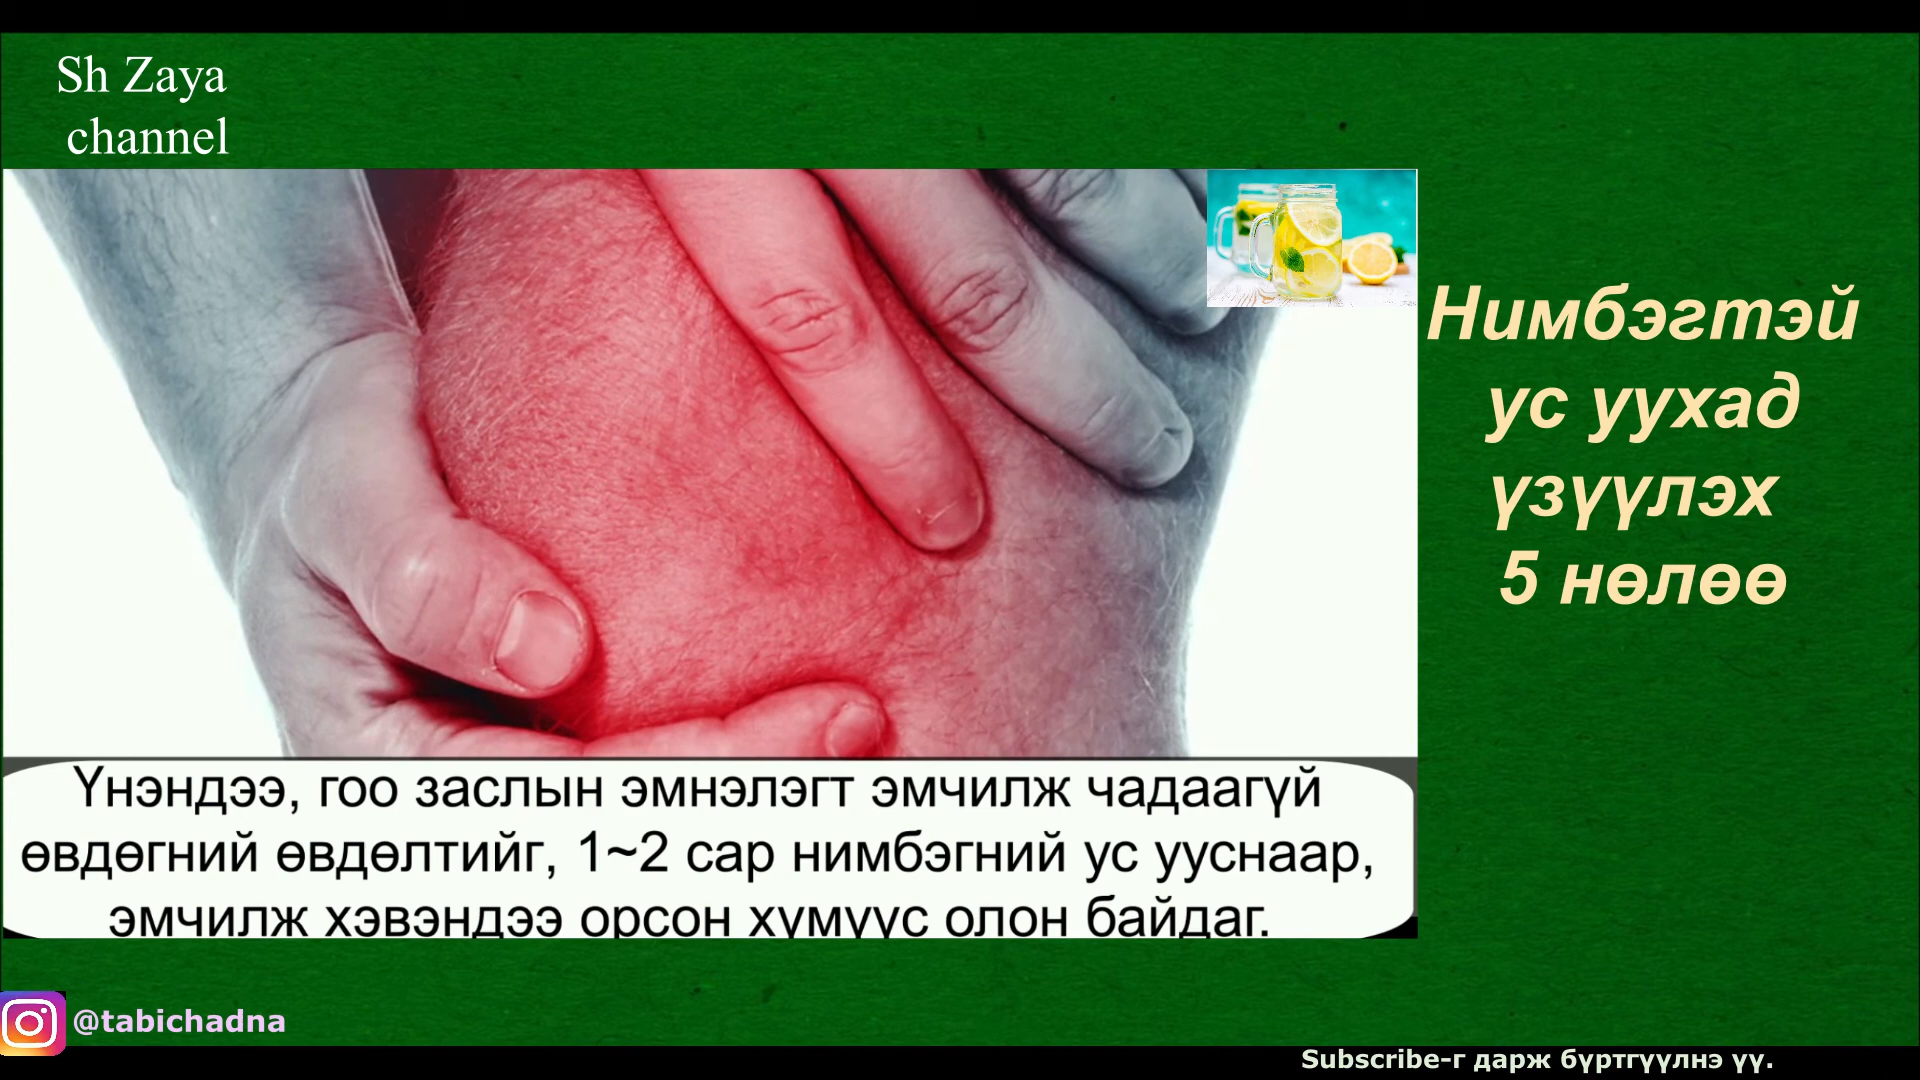 Sh Zaya
channel
Нимбэгтэй
ус уухад
үзүүлэх
5 нөлөө
Үнэндээ, гоо заслын эмнэлэгт эмчилж чадаагүй
өвдөгний өвдөлтийг, 1~2 сар нимбэгний ус ууснаар,
эмчилж хэвэндээ орсон хүмүүс олон байдаг.
@tabichadna
Subscribe-г дарж бүртгүүлнэ үү.